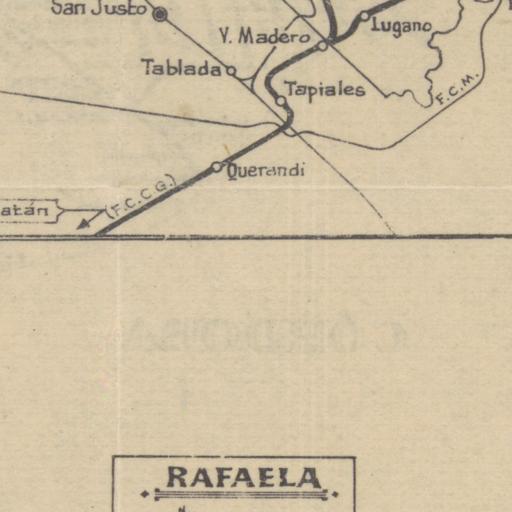 San Justo
V. Madero
Lugano
Tablada
Tapiales
F.C.M.
Querandi
(F.C.C.G.)
atán
RAFAELA